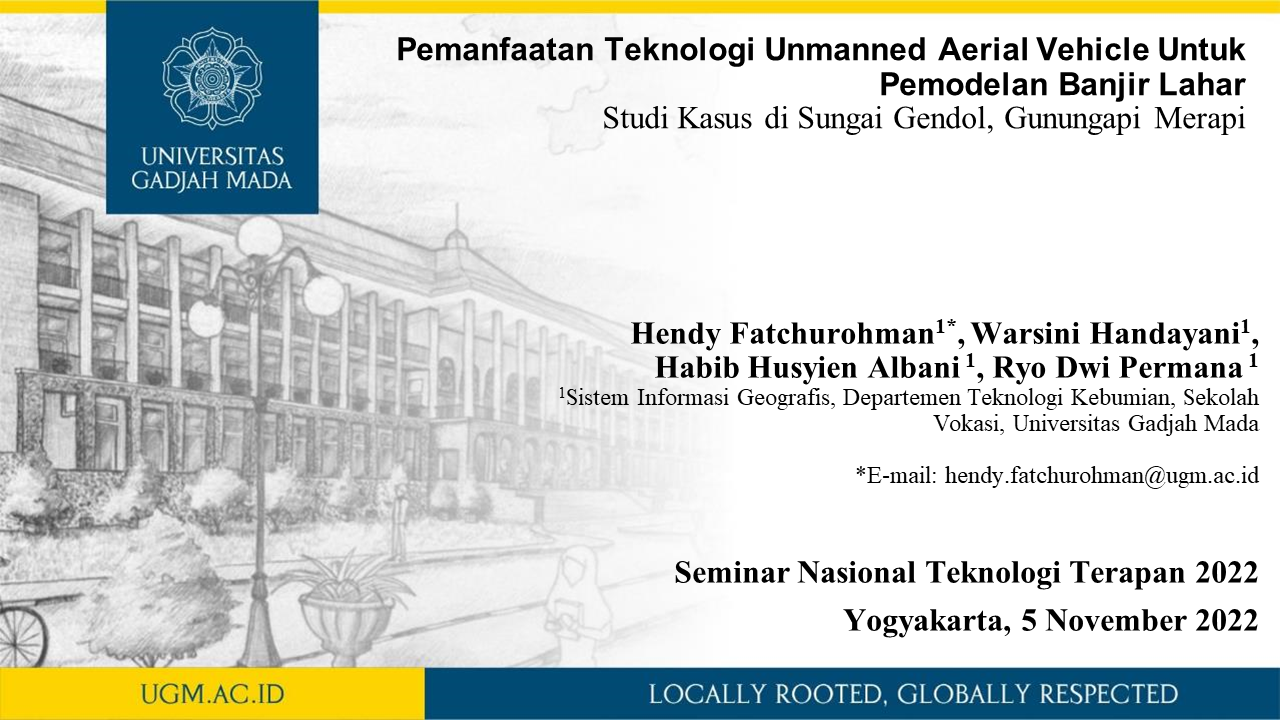 UNIVERSITAS
GADJAH MADA
Pemanfaatan Teknologi Unmanned Aerial Vehicle Untuk
Pemodelan Banjir Lahar
Studi Kasus di Sungai Gendol, Gunungapi Merapi
Hendy Fatchurohman1*, Warsini Handayani1,
Habib Husyien Albani 1, Ryo Dwi Permana 1
1Sistem Informasi Geografis, Departemen Teknologi Kebumian, Sekolah
Vokasi, Universitas Gadjah Mada
*E-mail: hendy.fatchurohman@ugm.ac.id
Seminar Nasional Teknologi Terapan 2022
Yogyakarta, 5 November 2022
UGM.AC.ID
LOCALLY ROOTED, GLOBALLY RESPECTED